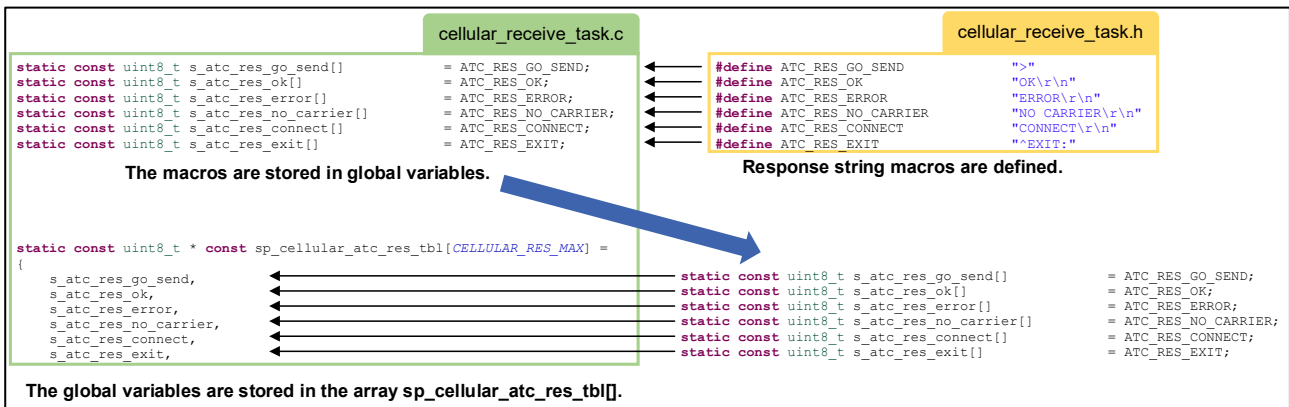 cellular_receive_task.c
cellular_receive_task.h
static const uint8_t s_atc_res_go_send[] = ATC_RES_GO_SEND;
static const uint8_t s_atc_res_ok[] = ATC_RES_OK;
static const uint8_t s_atc_res_error[] = ATC_RES_ERROR;
static const uint8_t s_atc_res_no_carrier[] = ATC_RES_NO_CARRIER;
static const uint8_t s_atc_res_connect[] = ATC_RES_CONNECT;
static const uint8_t s_atc_res_exit[] = ATC_RES_EXIT;
#define ATC_RES_GO_SEND ">"
#define ATC_RES_OK "OK\r\n"
#define ATC_RES_ERROR "ERROR\r\n"
#define ATC_RES_NO_CARRIER "NO CARRIER\r\n"
#define ATC_RES_CONNECT "CONNECT\r\n"
#define ATC_RES_EXIT "^EXIT:"
The macros are stored in global variables.
Response string macros are defined.
static const uint8_t * const sp_cellular_atc_res_tbl[CELLULAR_RES_MAX] =
{
s_atc_res_go_send,
s_atc_res_ok,
s_atc_res_error,
s_atc_res_no_carrier,
s_atc_res_connect,
s_atc_res_exit,
static const uint8_t s_atc_res_go_send[] = ATC_RES_GO_SEND;
static const uint8_t s_atc_res_ok[] = ATC_RES_OK;
static const uint8_t s_atc_res_error[] = ATC_RES_ERROR;
static const uint8_t s_atc_res_no_carrier[] = ATC_RES_NO_CARRIER;
static const uint8_t s_atc_res_connect[] = ATC_RES_CONNECT;
static const uint8_t s_atc_res_exit[] = ATC_RES_EXIT;
The global variables are stored in the array sp_cellular_atc_res_tbl[].